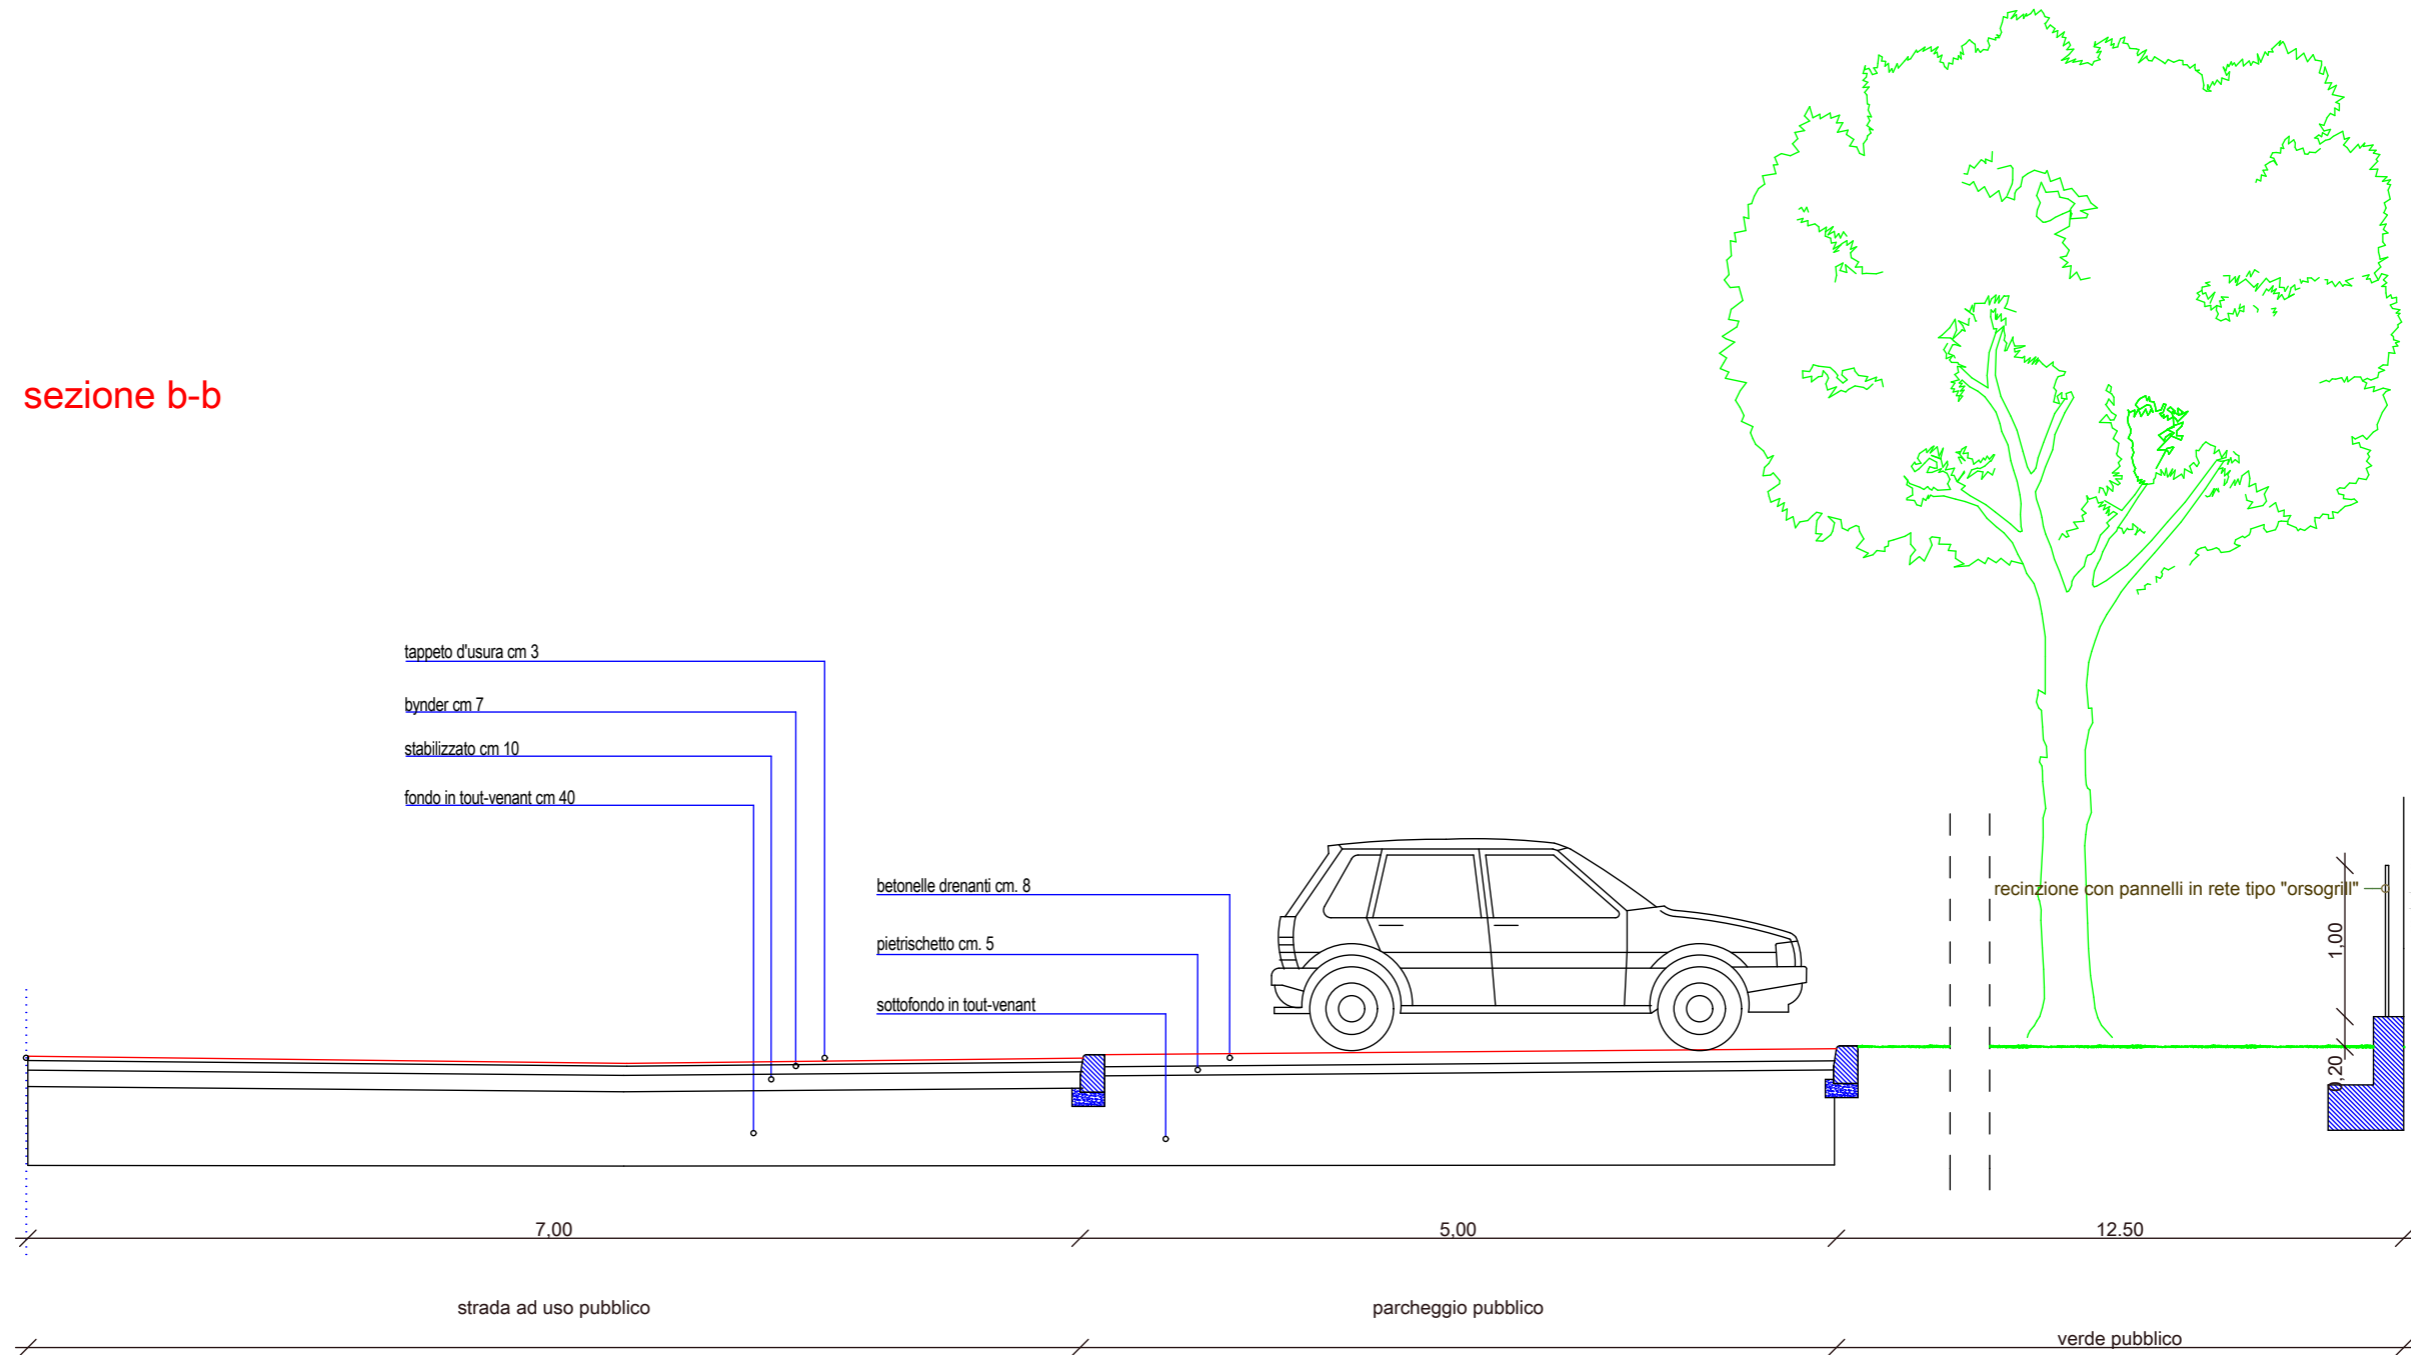 sezione b-b
tappeto d'usura cm 3
bynder cm 7
stabilizzato cm 10
fondo in tout-venant cm 40
betonelle drenanti cm. 8
pietrischetto cm. 5
sottofondo in tout-venant
recinzione con pannelli in rete tipo "orsogrill"
1,00
0,20
7,00
5,00
12.50
strada ad uso pubblico
parcheggio pubblico
verde pubblico